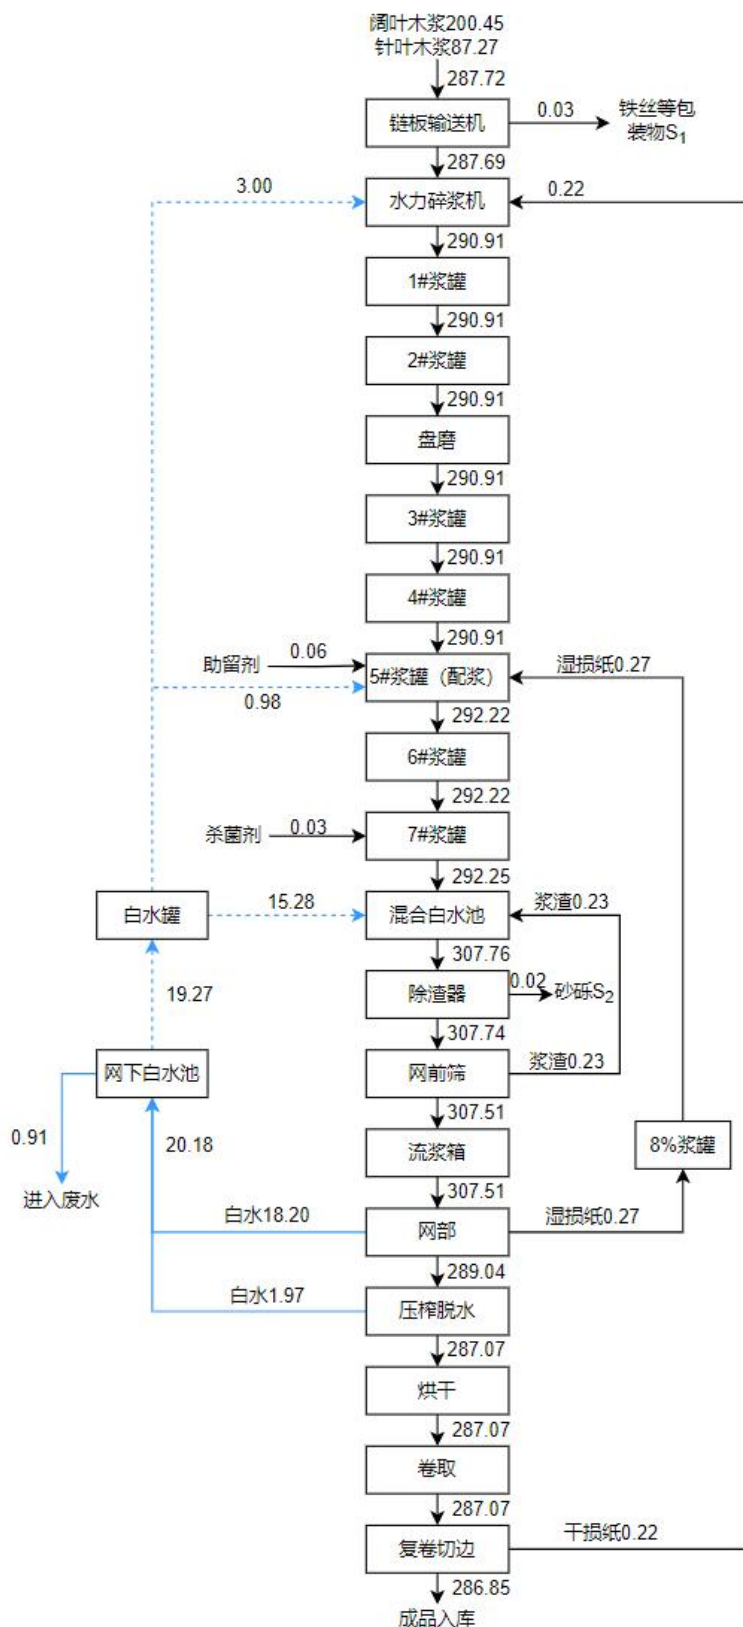 阔叶木浆200.45
针叶木浆87.27
287.72
链板输送机
0.03
铁丝等包
装物S₁
287.69
3.00
水力碎浆机
0.22
290.91
1#浆罐
290.91
2#浆罐
290.91
盘磨
290.91
3#浆罐
290.91
4#浆罐
290.91
助留剂
0.06
5#浆罐（配浆）
湿损纸0.27
0.98
292.22
6#浆罐
292.22
杀菌剂
0.03
7#浆罐
292.25
白水罐
15.28
混合白水池
浆渣0.23
307.76
19.27
除渣器
0.02
砂砾S₂
307.74
网下白水池
网前筛
浆渣0.23
307.51
0.91
20.18
流浆箱
8%浆罐
进入废水
307.51
白水18.20
网部
湿损纸0.27
289.04
白水1.97
压榨脱水
287.07
烘干
287.07
卷取
287.07
复卷切边
干损纸0.22
286.85
成品入库